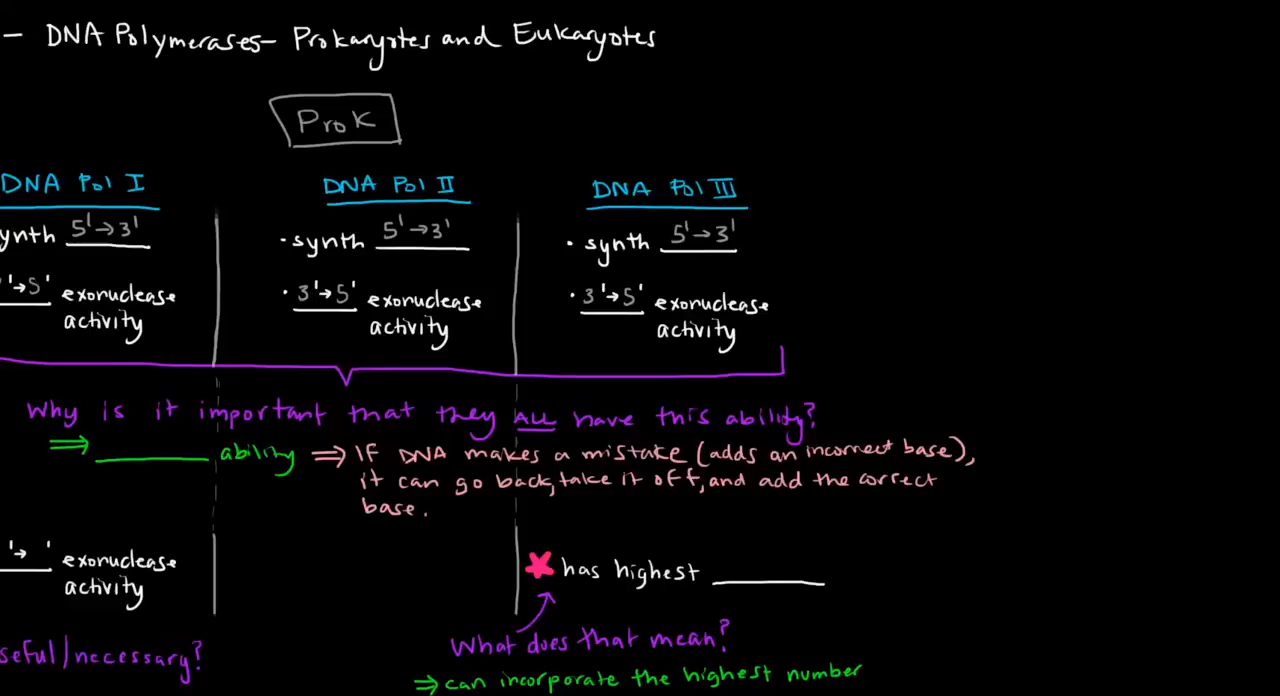 - DNA Polymerases- Prokaryotes and Eukaryotes
ProK
DNA Pol I
ynth 5'→3'
'→5' exonuclease
activity
DNA Pol II
• synth 5'→3'
• 3'→5' exonuclease
activity
DNA Pol III
• synth 5'→3'
• 3'→5' exonuclease
activity
Why is it important that they ALL have this ability?
⇒ ________ ability ⇒ If DNA makes a mistake (adds an incorrect base),
it can go back, take it off, and add the correct
base.
'→ ' exonuclease
activity
seful/necessary?
★ has highest ________
What does that mean?
⇒ can incorporate the highest number